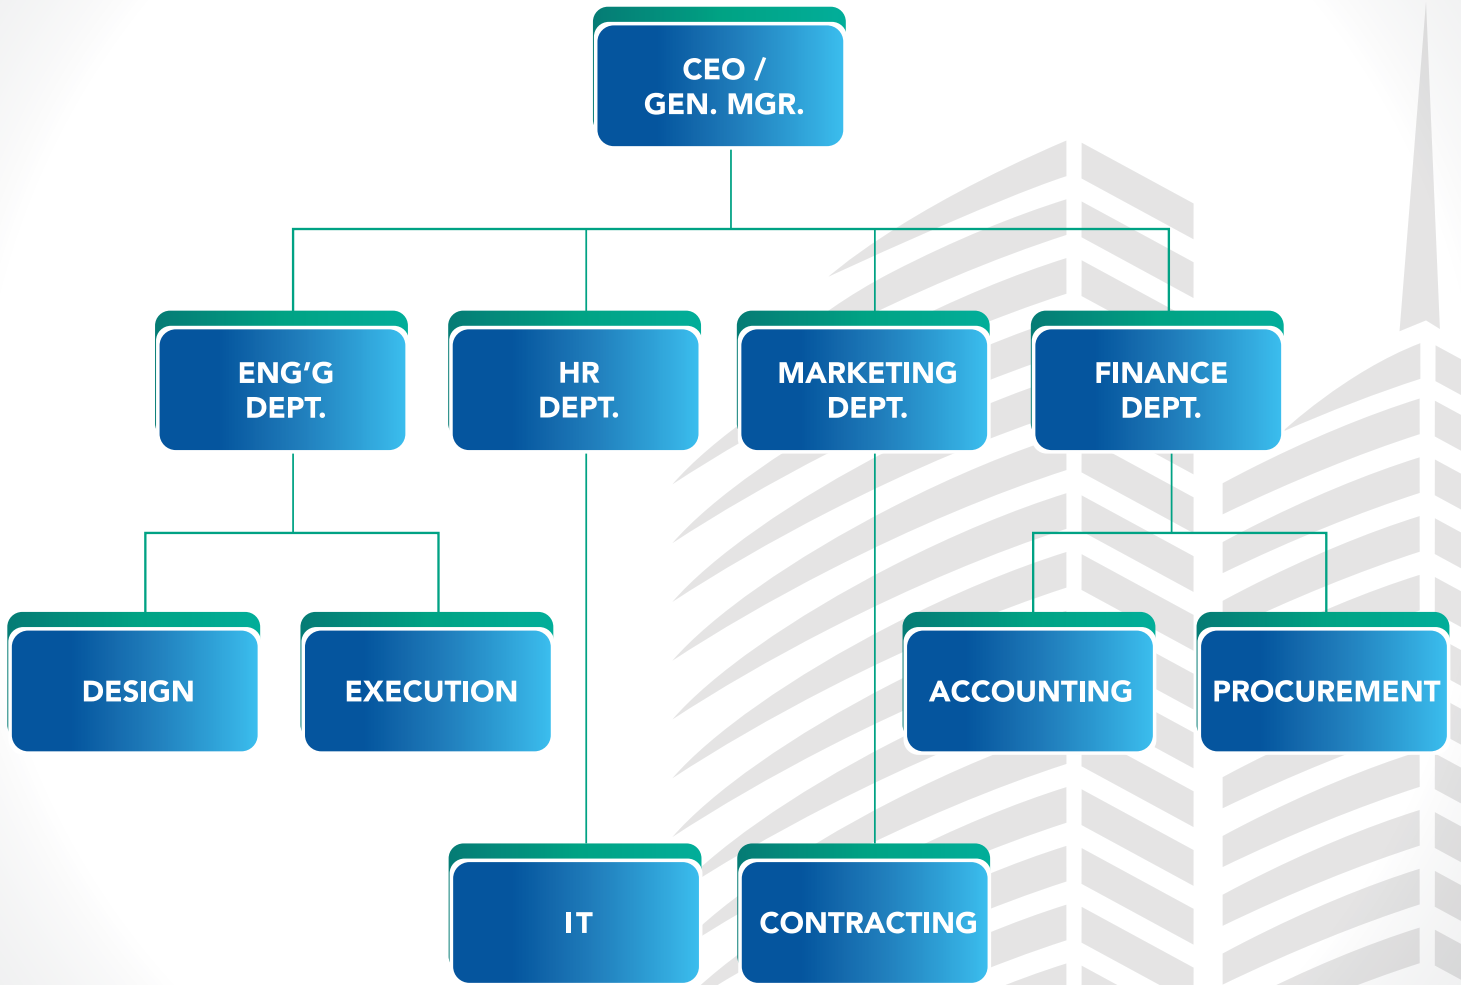 CEO /
GEN. MGR.
ENG’G
DEPT.
HR
DEPT.
MARKETING
DEPT.
FINANCE
DEPT.
DESIGN
EXECUTION
ACCOUNTING
PROCUREMENT
IT
CONTRACTING